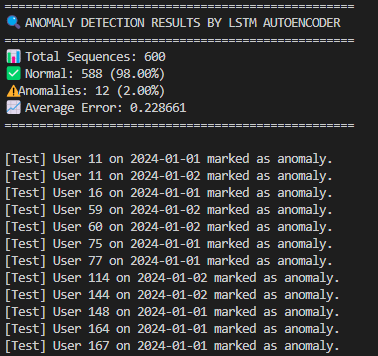 ==================================================
🔍 ANOMALY DETECTION RESULTS BY LSTM AUTOENCODER
==================================================
📊 Total Sequences: 600
✅ Normal: 588 (98.00%)
⚠️Anomalies: 12 (2.00%)
📈 Average Error: 0.228661
==================================================
[Test] User 11 on 2024-01-01 marked as anomaly.
[Test] User 11 on 2024-01-02 marked as anomaly.
[Test] User 16 on 2024-01-01 marked as anomaly.
[Test] User 59 on 2024-01-02 marked as anomaly.
[Test] User 60 on 2024-01-02 marked as anomaly.
[Test] User 75 on 2024-01-01 marked as anomaly.
[Test] User 77 on 2024-01-01 marked as anomaly.
[Test] User 114 on 2024-01-02 marked as anomaly.
[Test] User 144 on 2024-01-02 marked as anomaly.
[Test] User 148 on 2024-01-01 marked as anomaly.
[Test] User 164 on 2024-01-01 marked as anomaly.
[Test] User 167 on 2024-01-01 marked as anomaly.